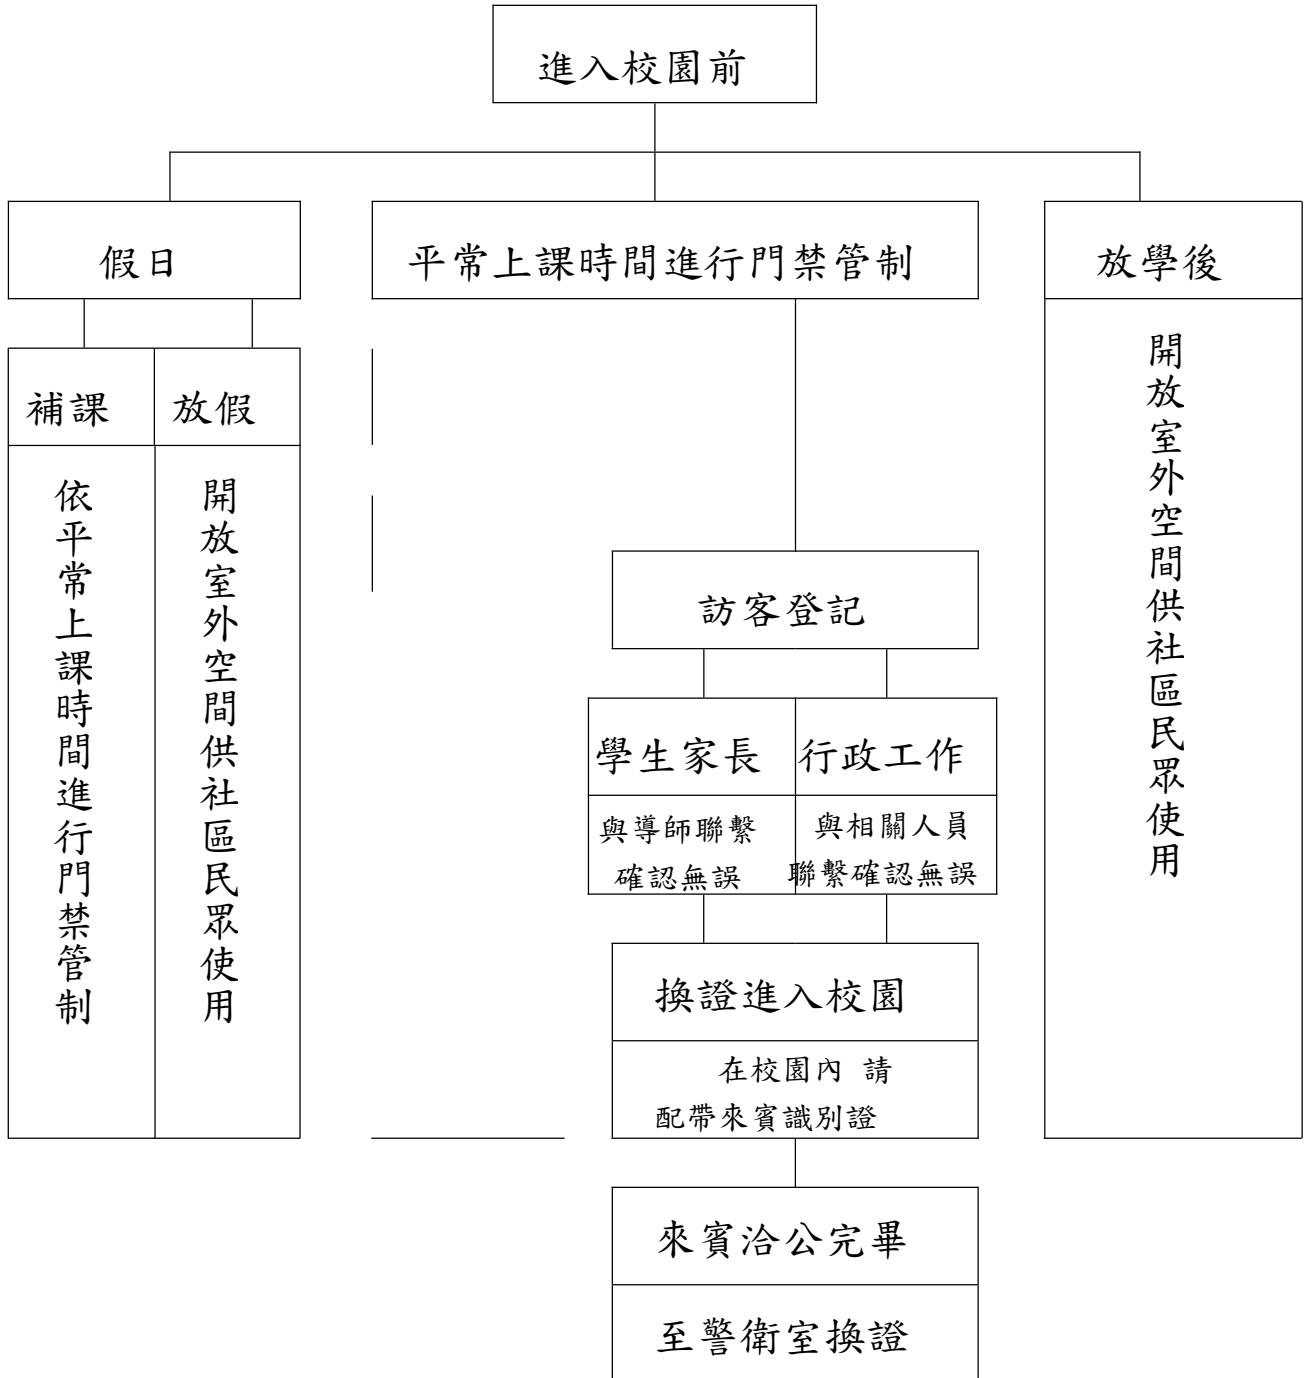 進入校園前
假日
平常上課時間進行門禁管制
放學後
補課
放假
依平常上課時間進行門禁管制
開放室外空間供社區民眾使用
開放室外空間供社區民眾使用
訪客登記
學生家長
行政工作
與導師聯繫
確認無誤
與相關人員
聯繫確認無誤
換證進入校園
在校園內 請
配帶來賓識別證
來賓洽公完畢
至警衛室換證